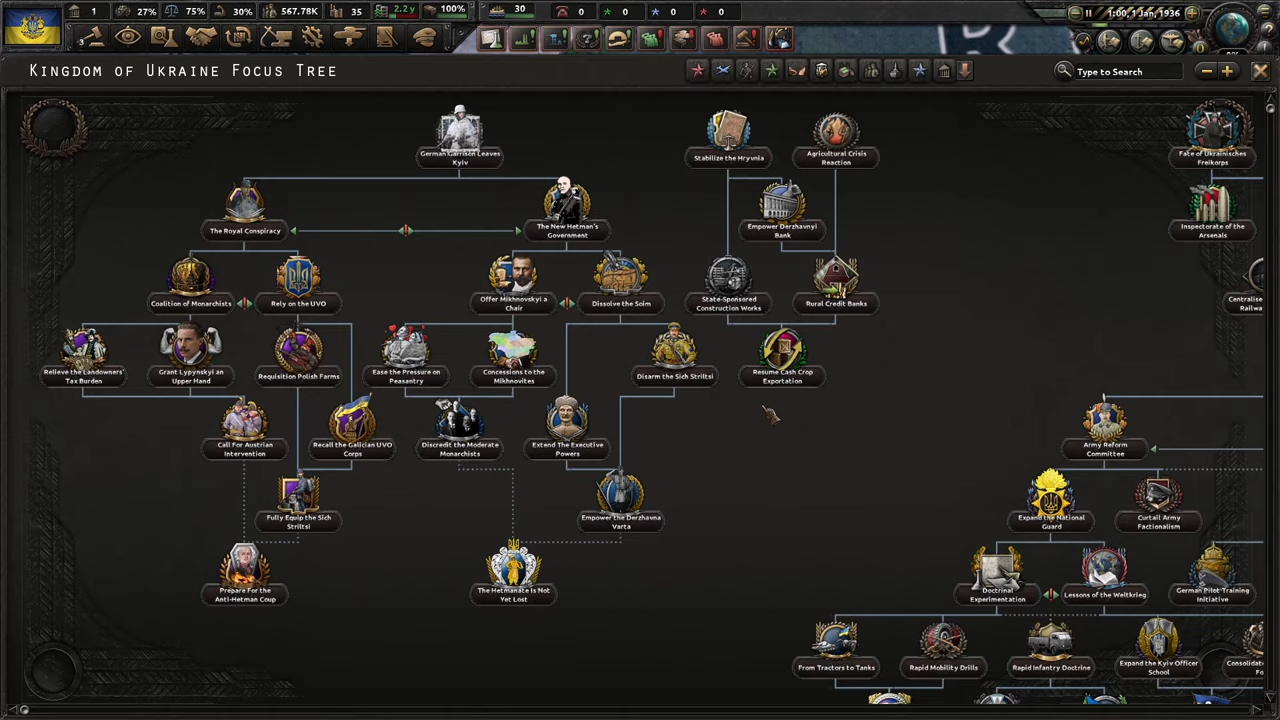 1
27%
75%
30%
567.78K
35
2.2 y
100%
30
0
0
0
0
1:00, 1 Jan, 1936
3
0
Kingdom of Ukraine Focus Tree
Type to Search
German Garrison Leaves
Kyiv
Stabilize the Hryvnia
Agricultural Crisis
Reaction
Fate of Ukrainisches
Freikorps
The Royal Conspiracy
The New Hetman's
Government
Empower Derzhavnyi
Bank
Inspectorate of the
Arsenals
Coalition of Monarchists
Rely on the UVO
Offer Mikhnovskyi a
Chair
Dissolve the Soim
State-Sponsored
Construction Works
Rural Credit Banks
Centralise
Railwa
Relieve the Landowners'
Tax Burden
Grant Lypynskyi an
Upper Hand
Requisition Polish Farms
Ease the Pressure on
Peasantry
Concessions to the
Mikhnovites
Disarm the Sich Striltsi
Resume Cash Crop
Exportation
Call For Austrian
Intervention
Recall the Galician UVO
Corps
Discredit the Moderate
Monarchists
Extend The Executive
Powers
Army Reform
Committee
Fully Equip the Sich
Striltsi
Empower the Derzhavna
Varta
Expand the National
Guard
Curtail Army
Factionalism
Prepare For the
Anti-Hetman Coup
The Hetmanate Is Not
Yet Lost
Doctrinal
Experimentation
Lessons of the Weltkrieg
German Pilot Training
Initiative
From Tractors to Tanks
Rapid Mobility Drills
Rapid Infantry Doctrine
Expand the Kyiv Officer
School
Consolidat
Fo